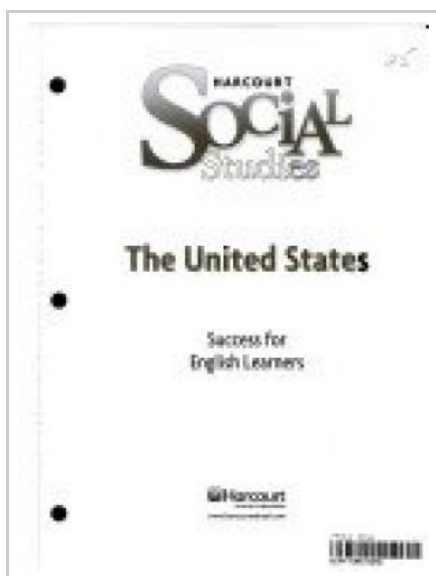 HARCOURT
SOCIAL
Studies
The United States
Success for
English Learners
Harcourt